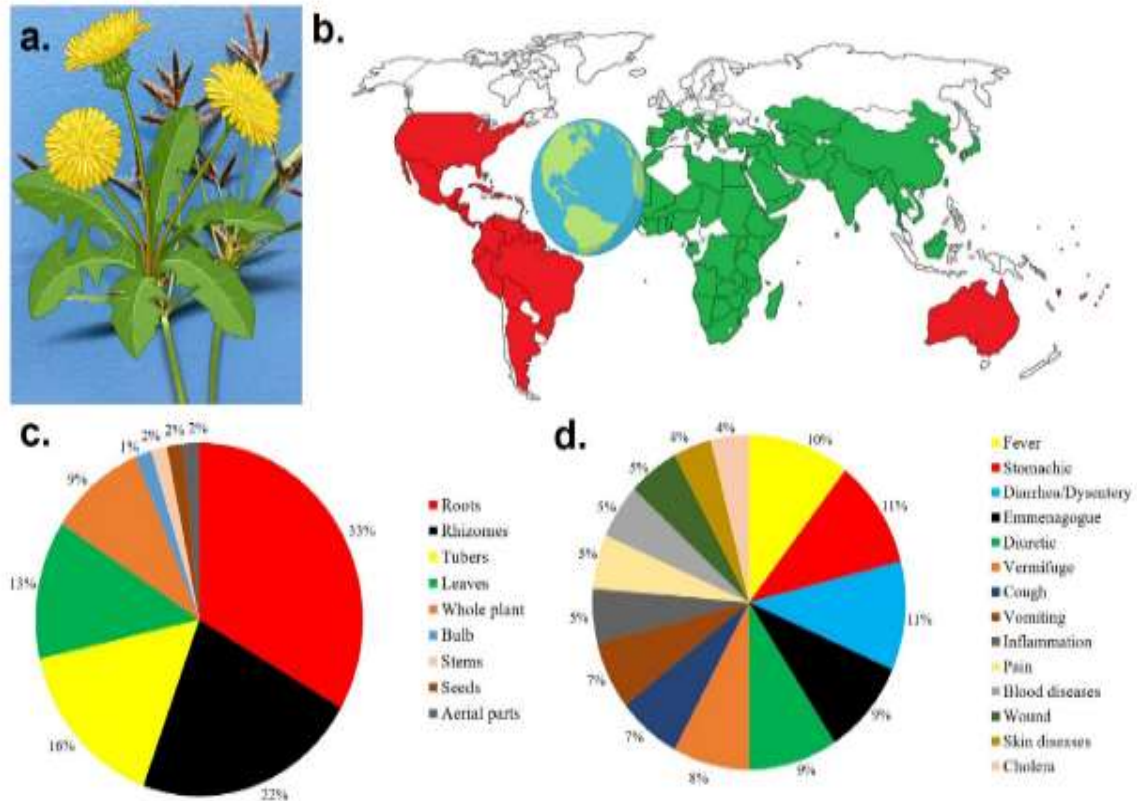 a.
b.
c.
d.
33%
22%
16%
13%
9%
1%
2%
2%
2%
Roots
Rhizomes
Tubers
Leaves
Whole plant
Bulb
Stems
Seeds
Aerial parts
10%
11%
11%
9%
9%
8%
7%
7%
5%
5%
5%
5%
4%
4%
Fever
Stomachic
Diarrhea/Dysentery
Emmenagogue
Diuretic
Vermifuge
Cough
Vomiting
Inflammation
Pain
Blood diseases
Wound
Skin diseases
Cholera